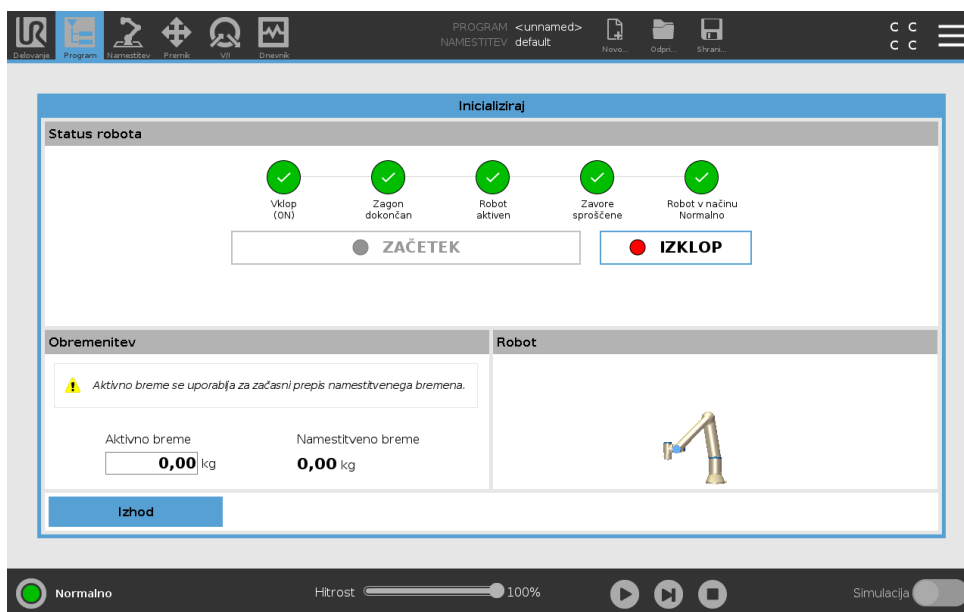 UR
PROGRAM <unnamed>
NAMESTITEV default
C C
C C
Delovanje Program Namestitev Premik V/I Dnevnik Novo... Odpri... Shrani...
Inicializiraj
Status robota
Vklop
(ON)
Zagon
dokončan
Robot
aktiven
Zavore
sproščene
Robot v načinu
Normalno
ZAČETEK
IZKLOP
Obremenitev
Robot
Aktivno breme se uporablja za začasni prepis namestitvenega bremena.
Aktivno breme
0,00 kg
Namestitveno breme
0,00 kg
Izhod
Normalno
Hitrost 100%
Simulacija